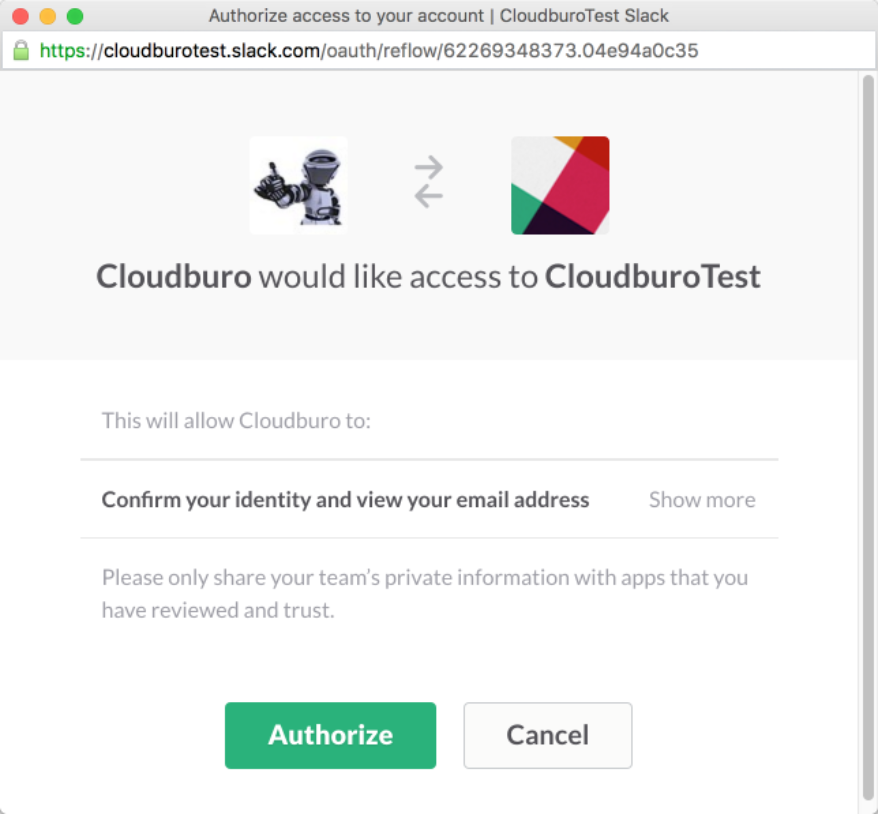 Authorize access to your account | CloudburoTest Slack
https://cloudburotest.slack.com/oauth/reflow/62269348373.04e94a0c35
Cloudburo would like access to CloudburoTest
This will allow Cloudburo to:
Confirm your identity and view your email address Show more
Please only share your team's private information with apps that you
have reviewed and trust.
Authorize Cancel